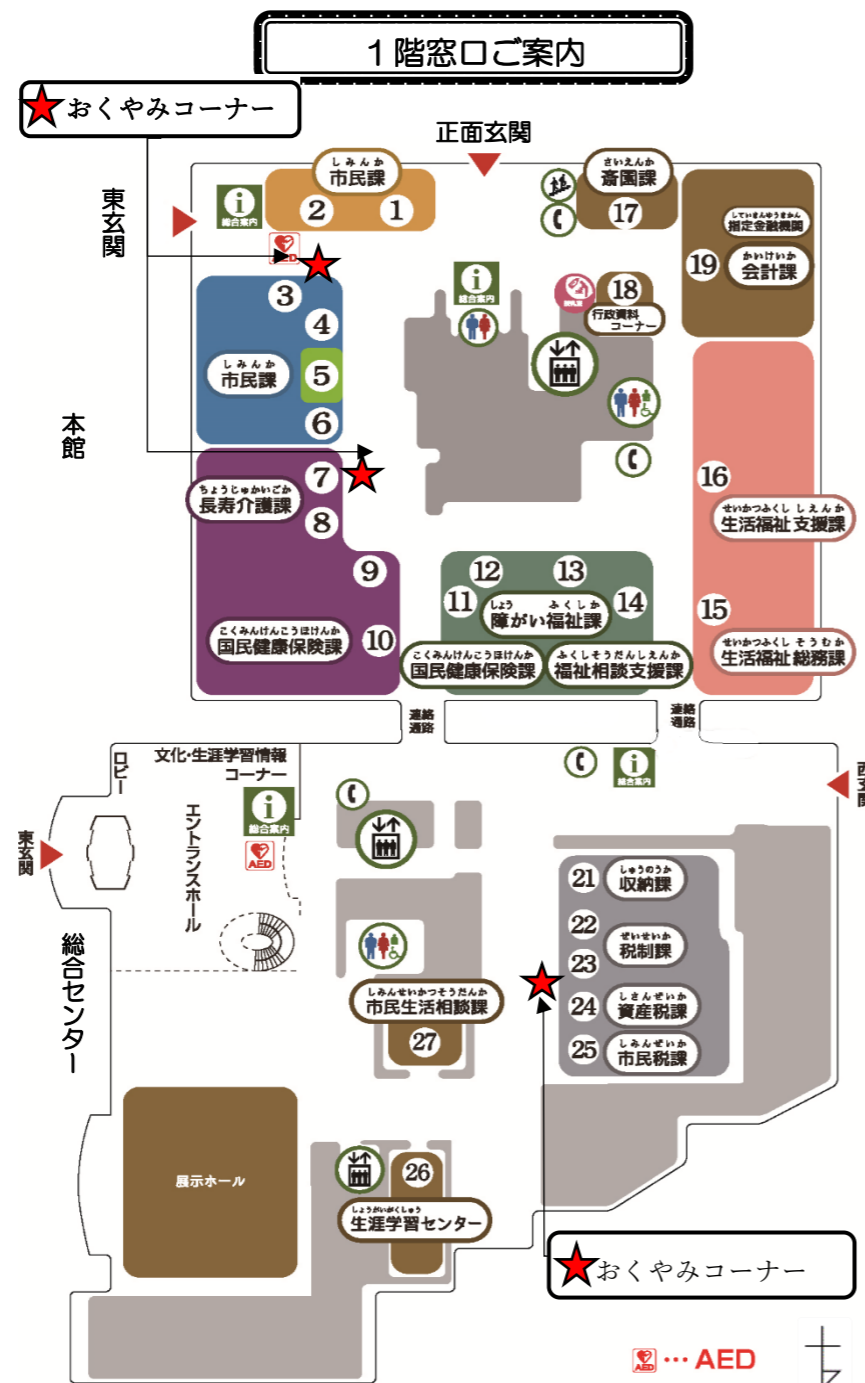 1階窓口ご案内
おくやみコーナー
正面玄関
東玄関
総合案内
しみんか
市民課
2
1
さいえんか
斎園課
17
していきんゆうきかん
指定金融機関
19
かいけいか
会計課
AED
3
4
しみんか
市民課
5
6
総合案内
18
行政資料
コーナー
本館
7
ちょうじゅかいごか
長寿介護課
8
9
こくみんけんこうほけんか
国民健康保険課
10
12
13
11
14
しょう ふくしか
障がい福祉課
こくみんけんこうほけんか
国民健康保険課
ふくしそうだんしえんか
福祉相談支援課
16
せいかつふくし しえんか
生活福祉支援課
15
せいかつふくし そうむか
生活福祉総務課
連絡
通路
連絡
通路
ロビー
文化・生涯学習情報
コーナー
総合案内
AED
エントランスホール
東玄関
総合案内
西玄関
総合センター
21
しゅうのうか
収納課
22
ぜいせいか
税制課
23
24
しさんぜいか
資産税課
25
しみんぜいか
市民税課
しみんせいかつそうだんか
市民生活相談課
27
展示ホール
26
しょうがいがくしゅう
生涯学習センター
おくやみコーナー
AED … AED